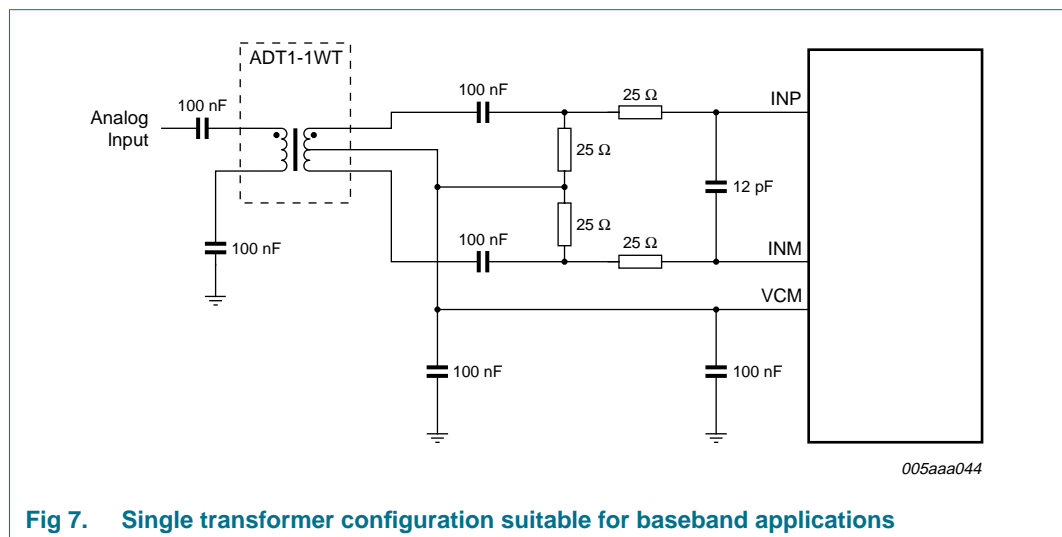 ADT1-1WT
100 nF
Analog
Input
100 nF
100 nF
25 Ω
INP
25 Ω
12 pF
25 Ω
100 nF
25 Ω
INM
VCM
100 nF
100 nF
005aaa044
Fig 7. Single transformer configuration suitable for baseband applications